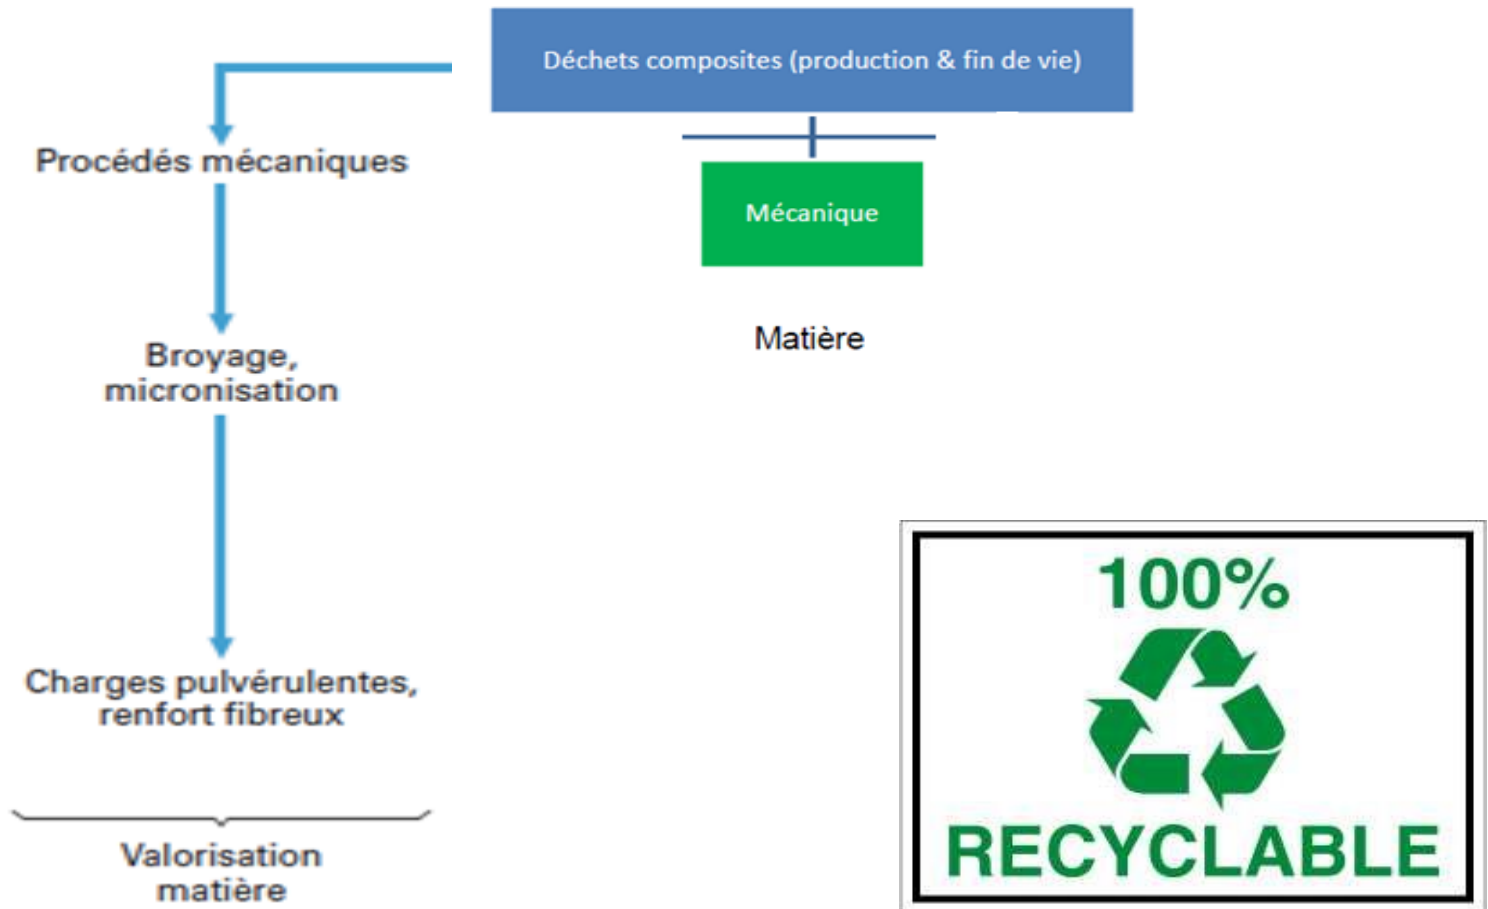 Déchets composites (production & fin de vie)
Procédés mécaniques
Mécanique
Matière
Broyage,
micronisation
Charges pulvérulentes,
renfort fibreux
Valorisation
matière
100%
RECYCLABLE